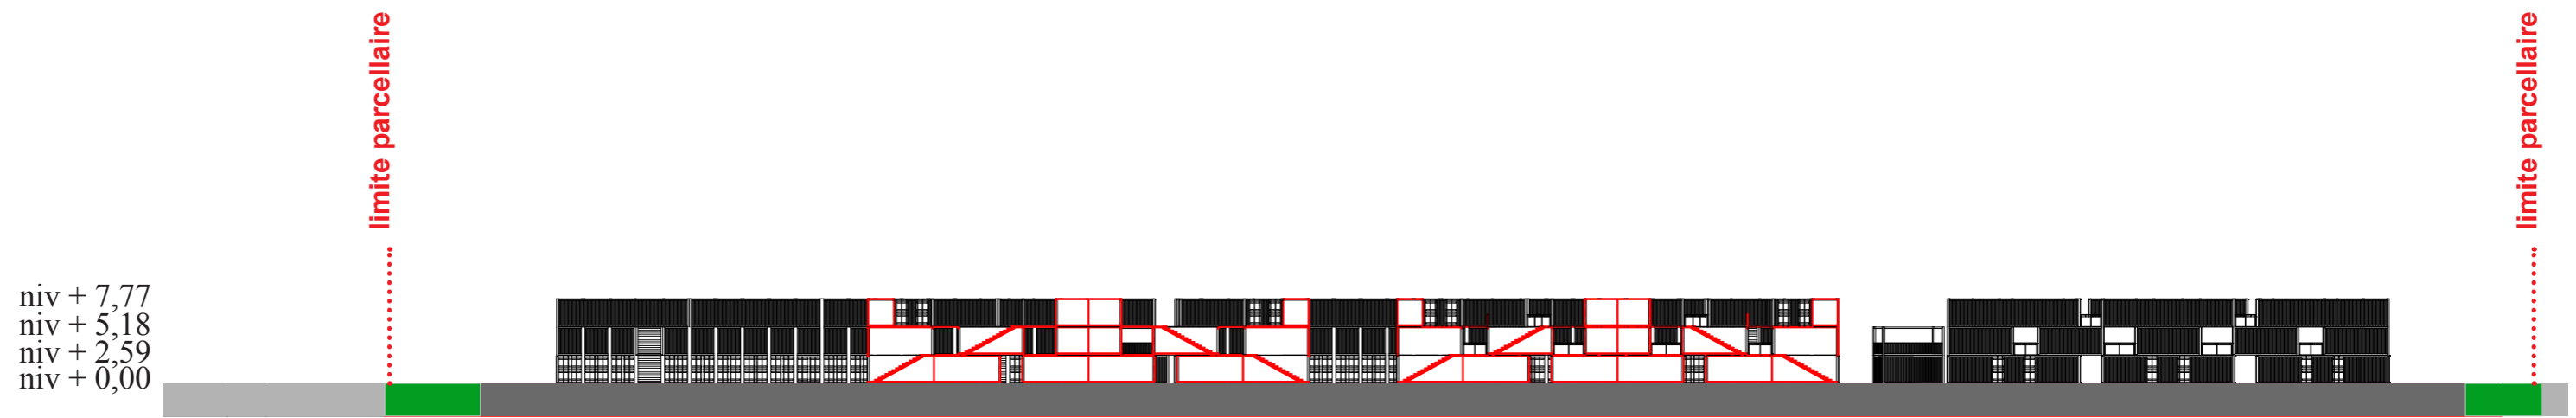 limite parcellaire
limite parcellaire
niv + 7,77
niv + 5,18
niv + 2,59
niv + 0,00